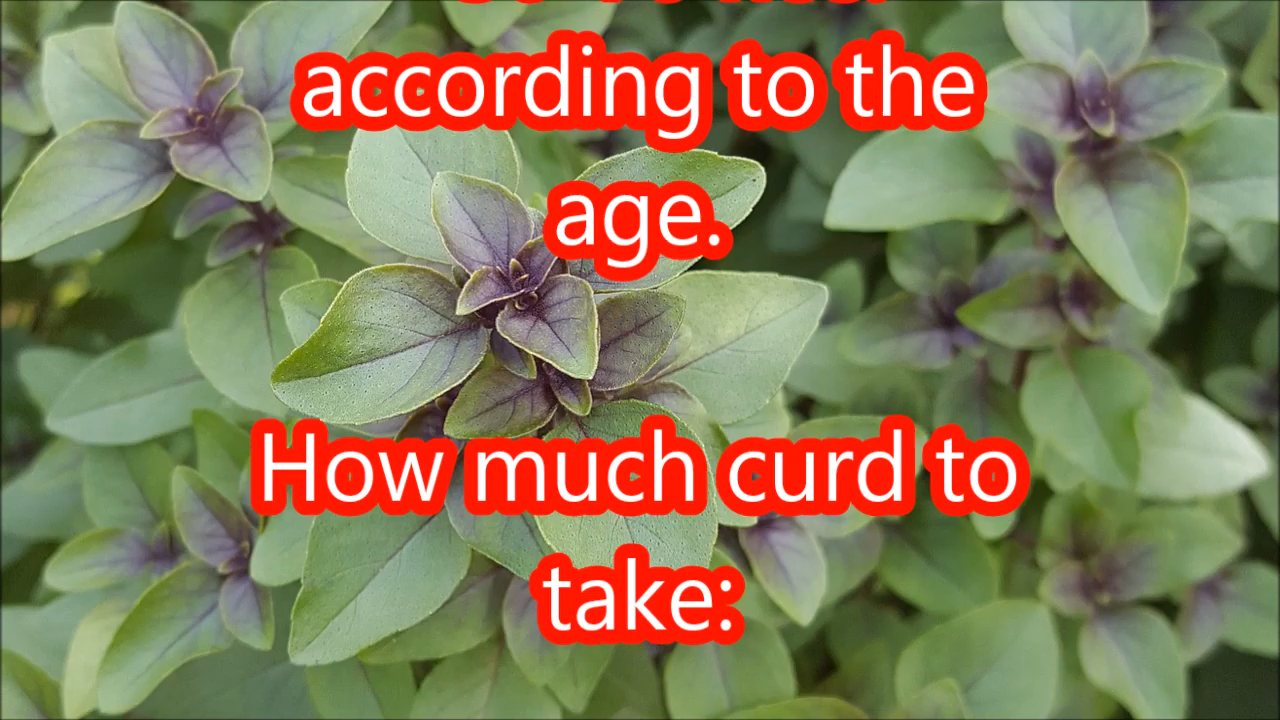 according to the
age.
How much curd to
take: